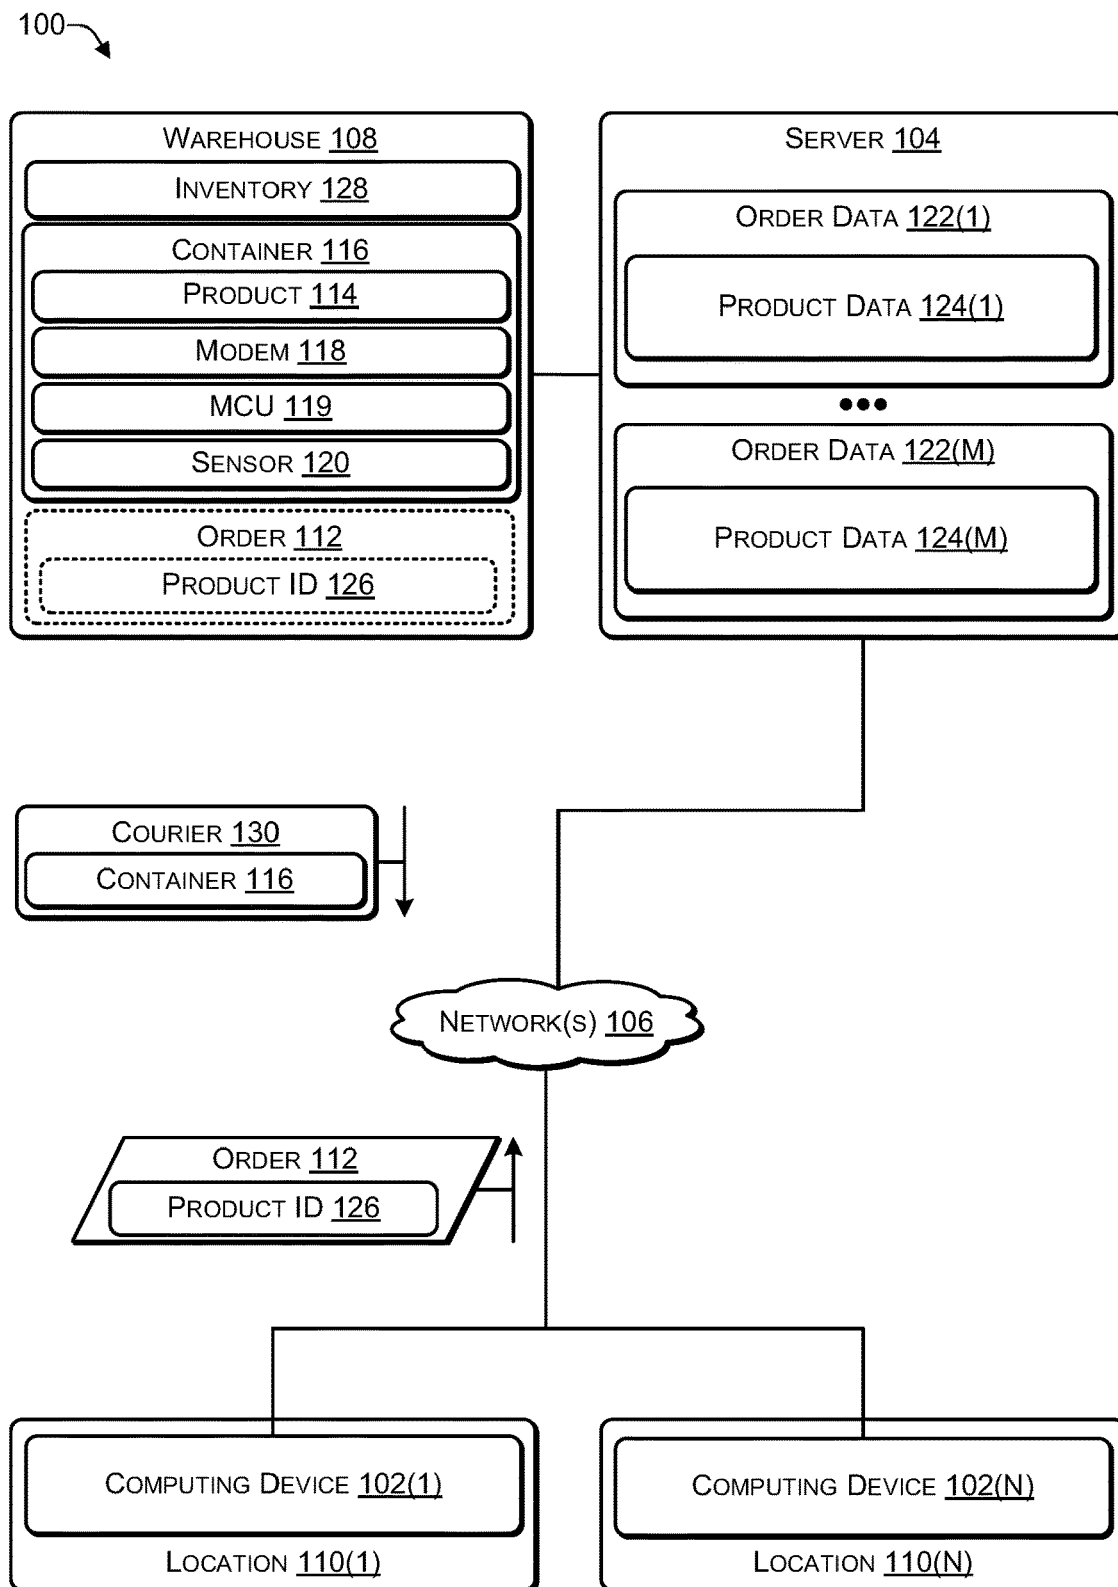 100
WAREHOUSE 108
INVENTORY 128
CONTAINER 116
PRODUCT 114
MODEM 118
MCU 119
SENSOR 120
ORDER 112
PRODUCT ID 126
SERVER 104
ORDER DATA 122(1)
PRODUCT DATA 124(1)
ORDER DATA 122(M)
PRODUCT DATA 124(M)
COURIER 130
CONTAINER 116
NETWORK(S) 106
ORDER 112
PRODUCT ID 126
COMPUTING DEVICE 102(1)
LOCATION 110(1)
COMPUTING DEVICE 102(N)
LOCATION 110(N)